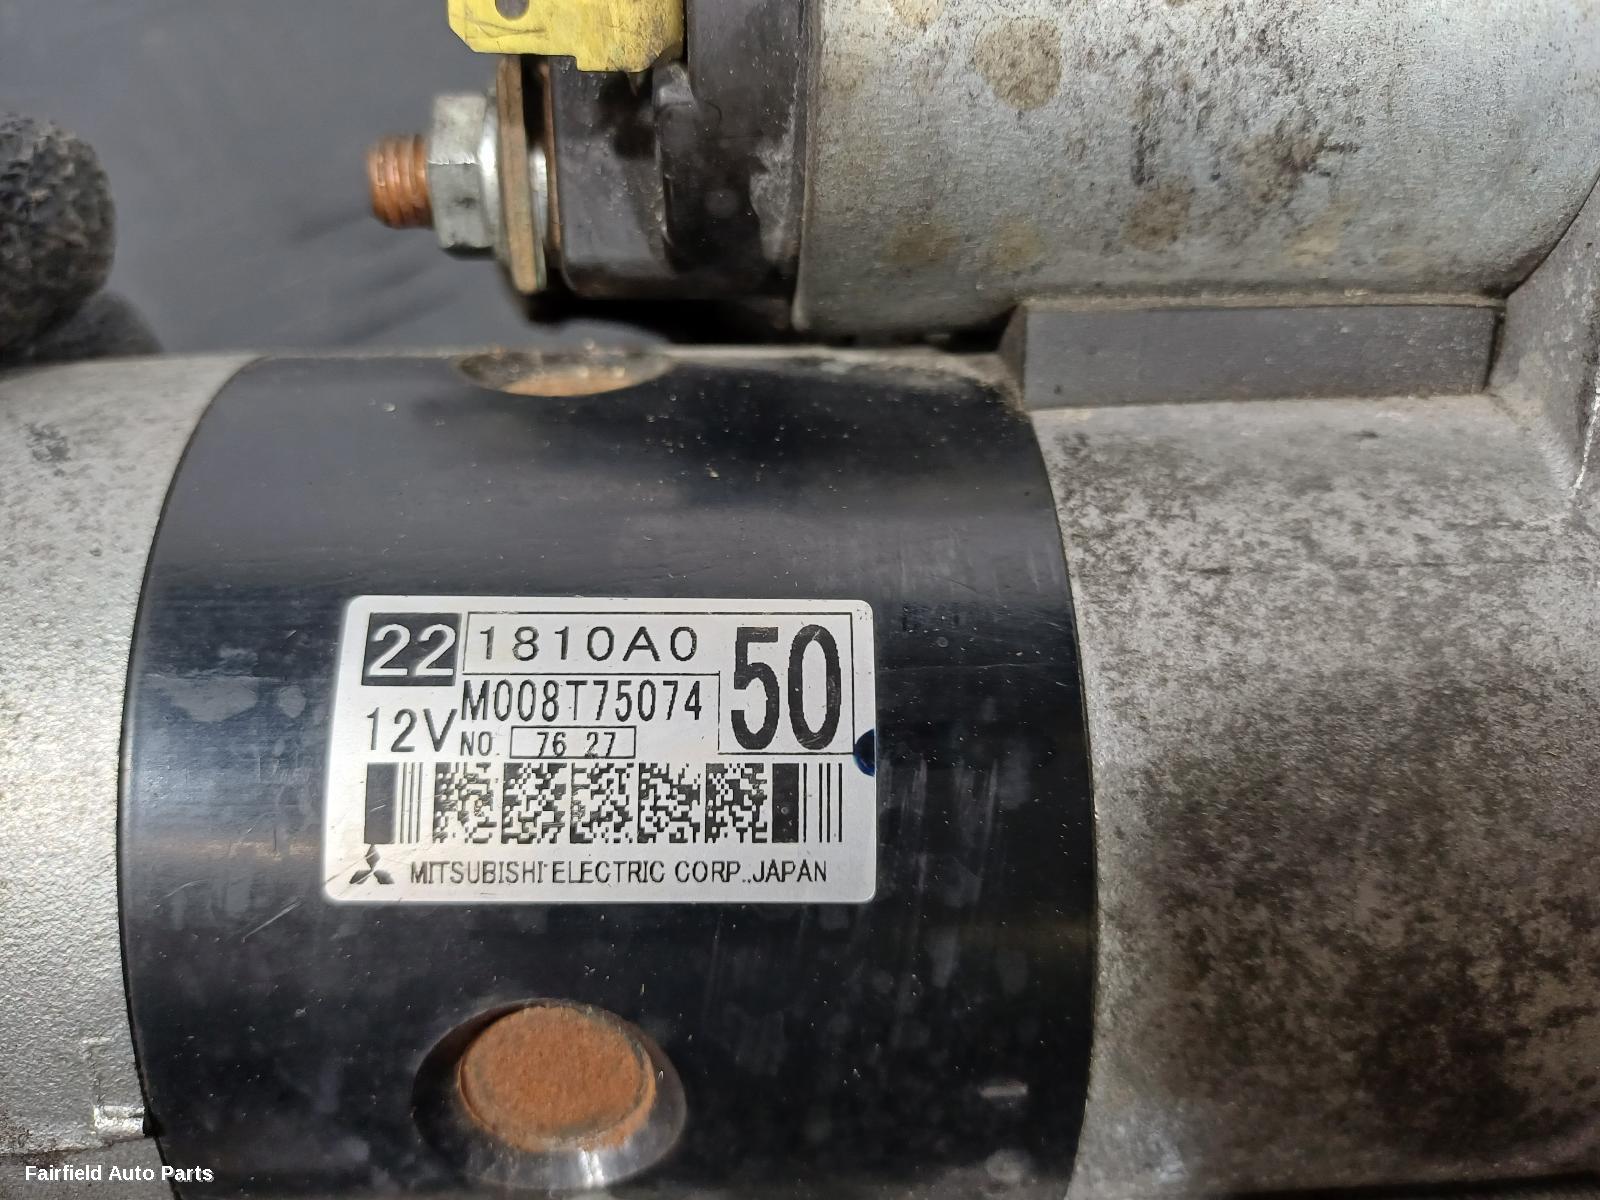 22 1810A0 50
M008T75074
12V NO. 76 27
MITSUBISHI ELECTRIC CORP., JAPAN
Fairfield Auto Parts